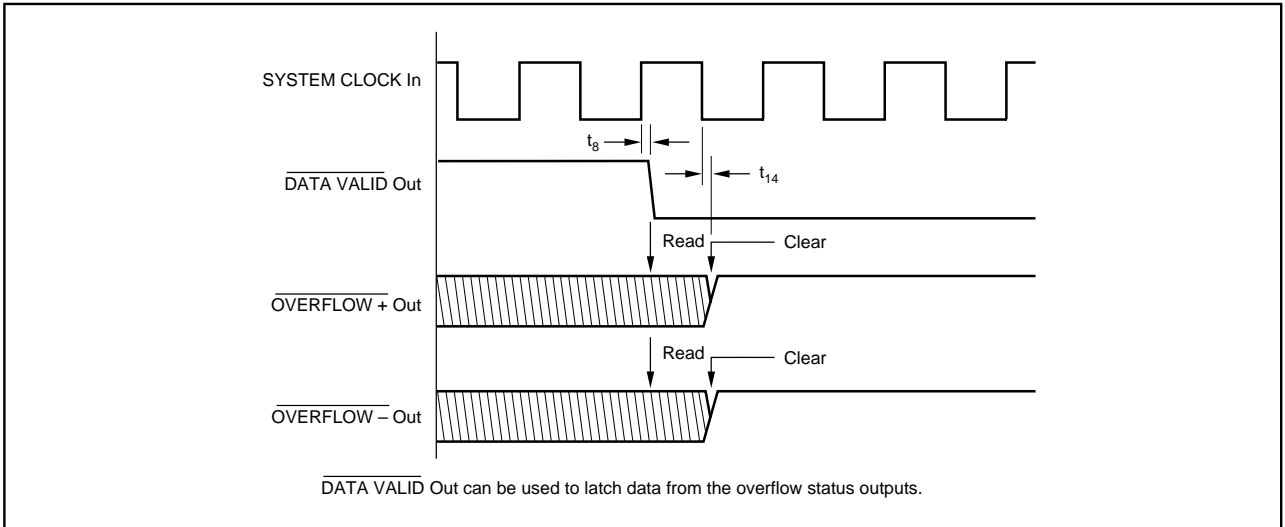 SYSTEM CLOCK In
t8
DATA VALID Out
t14
Read
Clear
OVERFLOW + Out
Read
Clear
OVERFLOW – Out
DATA VALID Out can be used to latch data from the overflow status outputs.